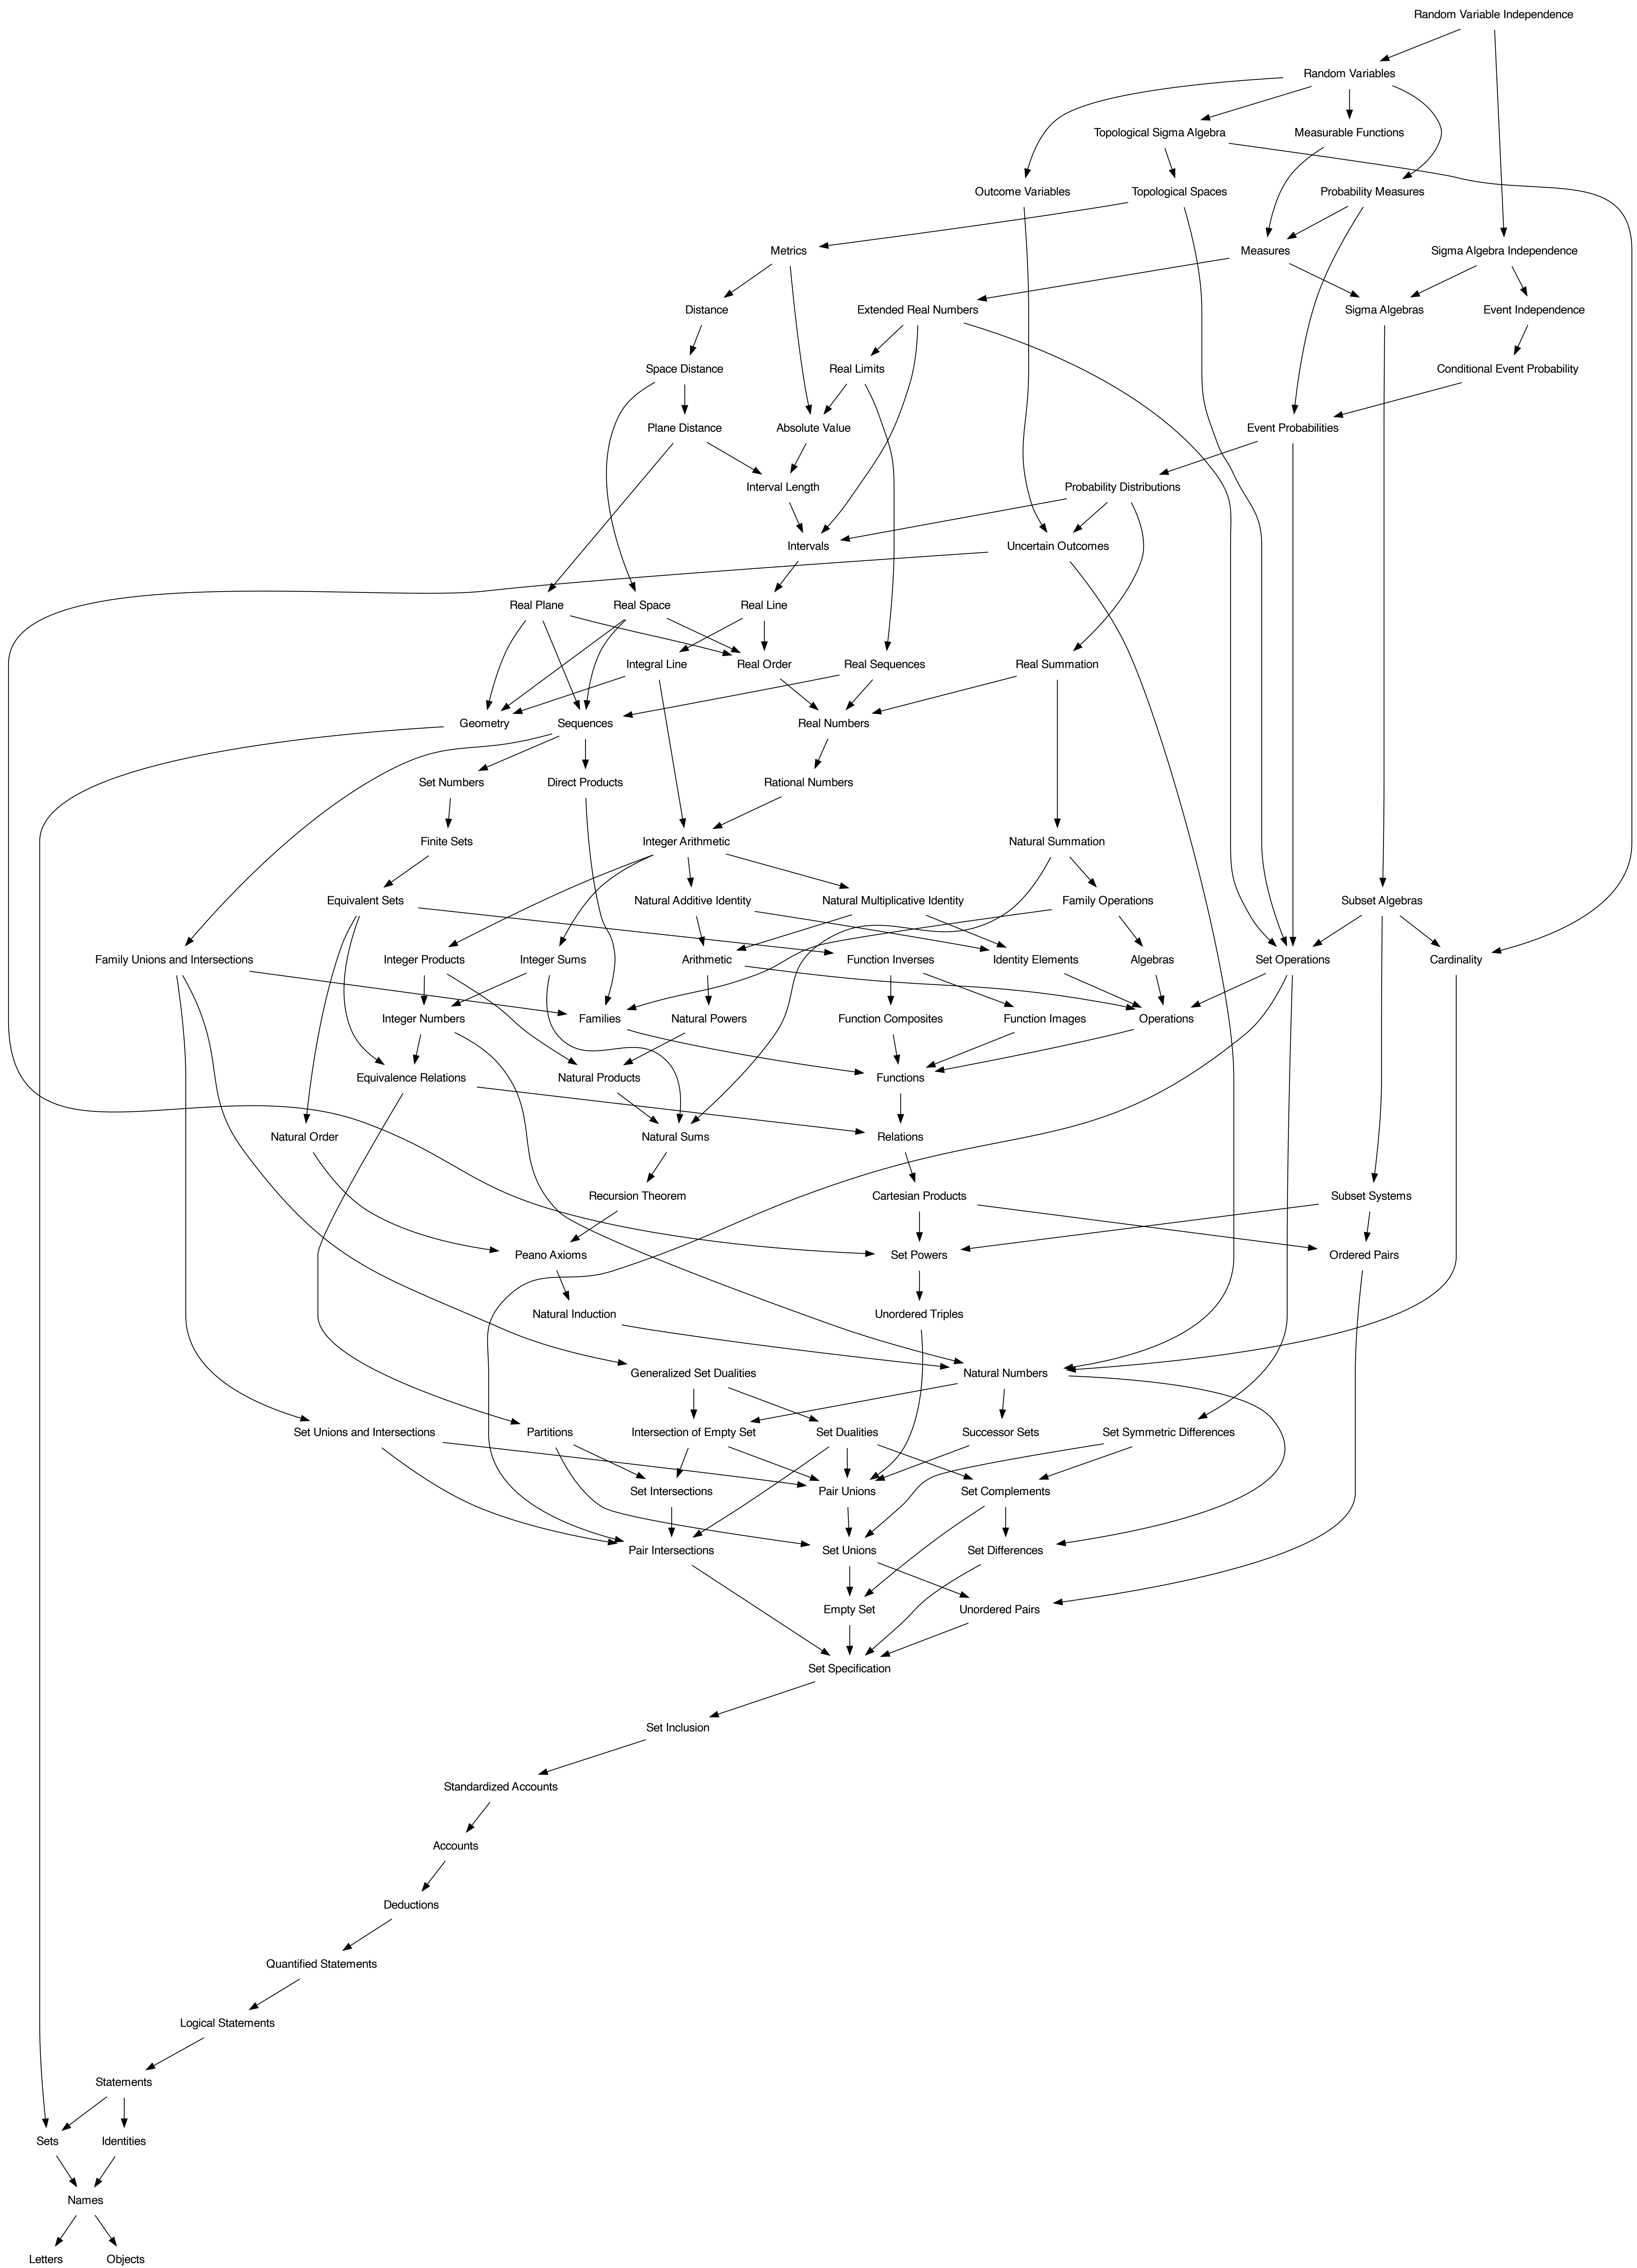 Random Variable Independence
Random Variables
Topological Sigma Algebra
Measurable Functions
Outcome Variables
Topological Spaces
Probability Measures
Metrics
Measures
Sigma Algebra Independence
Distance
Extended Real Numbers
Sigma Algebras
Event Independence
Space Distance
Real Limits
Conditional Event Probability
Plane Distance
Absolute Value
Event Probabilities
Interval Length
Probability Distributions
Intervals
Uncertain Outcomes
Real Plane
Real Space
Real Line
Integral Line
Real Order
Real Sequences
Real Summation
Geometry
Sequences
Real Numbers
Set Numbers
Direct Products
Rational Numbers
Finite Sets
Integer Arithmetic
Natural Summation
Equivalent Sets
Natural Additive Identity
Natural Multiplicative Identity
Family Operations
Subset Algebras
Family Unions and Intersections
Integer Products
Integer Sums
Arithmetic
Function Inverses
Identity Elements
Algebras
Set Operations
Cardinality
Integer Numbers
Families
Natural Powers
Function Composites
Function Images
Operations
Equivalence Relations
Natural Products
Functions
Natural Order
Natural Sums
Relations
Recursion Theorem
Cartesian Products
Subset Systems
Peano Axioms
Set Powers
Ordered Pairs
Natural Induction
Unordered Triples
Generalized Set Dualities
Natural Numbers
Set Unions and Intersections
Partitions
Intersection of Empty Set
Set Dualities
Successor Sets
Set Symmetric Differences
Set Intersections
Pair Unions
Set Complements
Pair Intersections
Set Unions
Set Differences
Empty Set
Unordered Pairs
Set Specification
Set Inclusion
Standardized Accounts
Accounts
Deductions
Quantified Statements
Logical Statements
Statements
Sets
Identities
Names
Letters
Objects